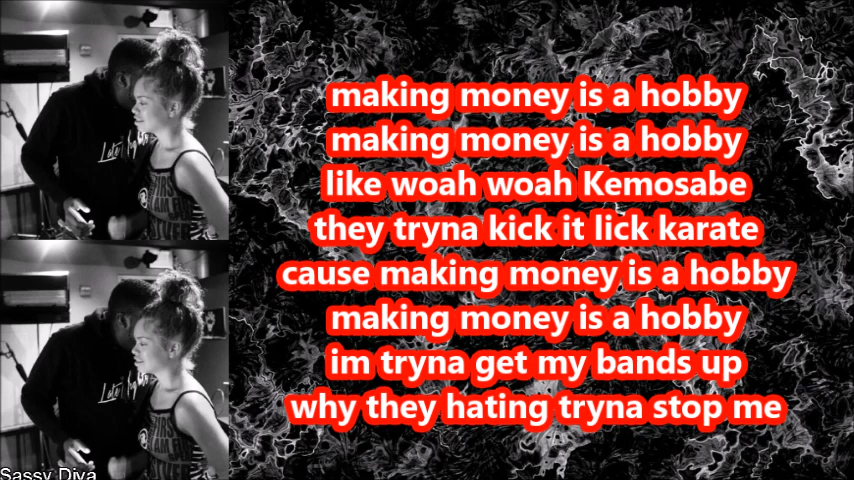 making money is a hobby
making money is a hobby
like woah woah Kemosabe
they tryna kick it lick karate
cause making money is a hobby
making money is a hobby
im tryna get my bands up
why they hating tryna stop me
Sassy Diva